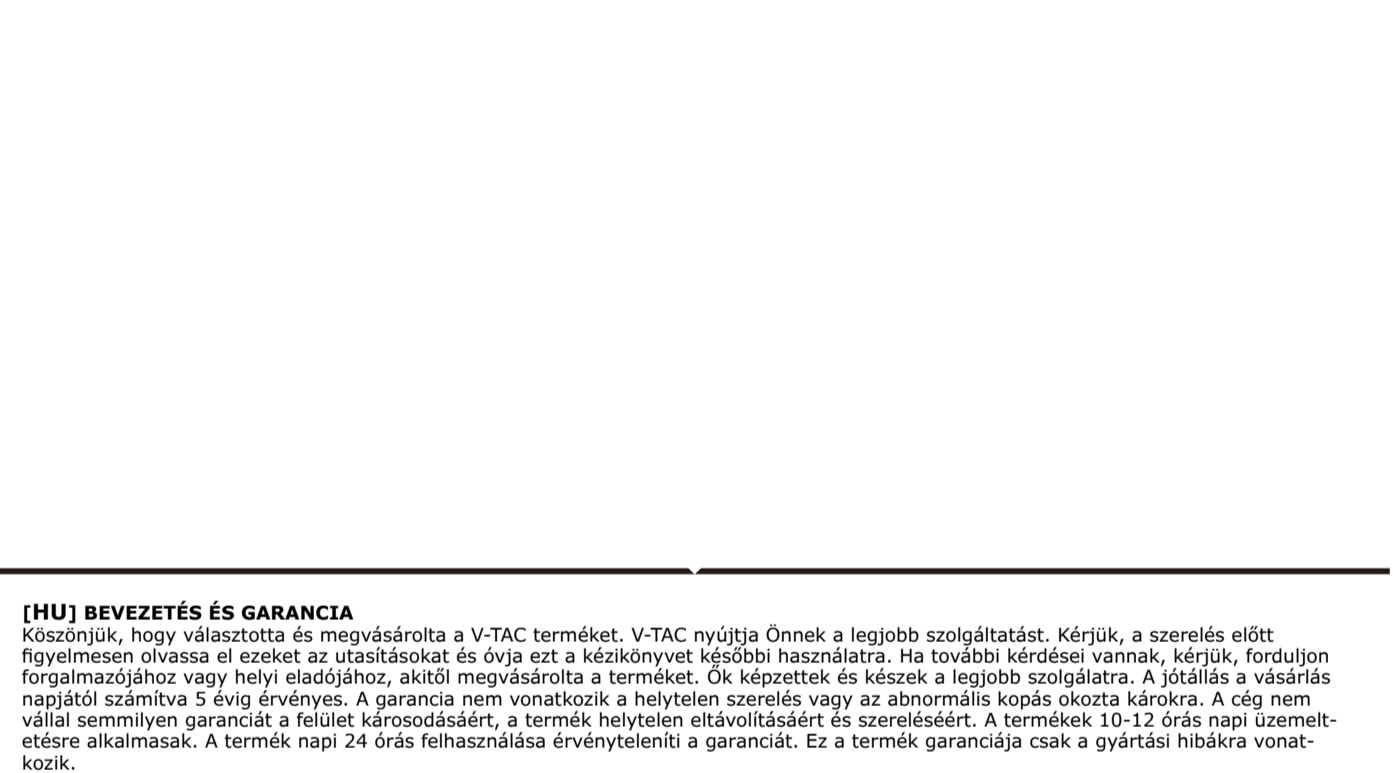 [HU] BEVEZETÉS ÉS GARANCIA
Köszönjük, hogy választotta és megvásárolta a V-TAC terméket. V-TAC nyújtja Önnek a legjobb szolgáltatást. Kérjük, a szerelés előtt
figyelmesen olvassa el ezeket az utasításokat és óvja ezt a kézikönyvet későbbi használatra. Ha további kérdései vannak, kérjük, forduljon
forgalmazójához vagy helyi eladójához, akitől megvásárolta a terméket. Ők képzettek és készek a legjobb szolgálatra. A jótállás a vásárlás
napjától számítva 5 évig érvényes. A garancia nem vonatkozik a helytelen szerelés vagy az abnormális kopás okozta károkra. A cég nem
vállal semmilyen garanciát a felület károsodásáért, a termék helytelen eltávolításáért és szereléséért. A termékek 10-12 órás napi üzemelt-
etésre alkalmasak. A termék napi 24 órás felhasználása érvényteleníti a garanciát. Ez a termék garanciája csak a gyártási hibákra vonat-
kozik.